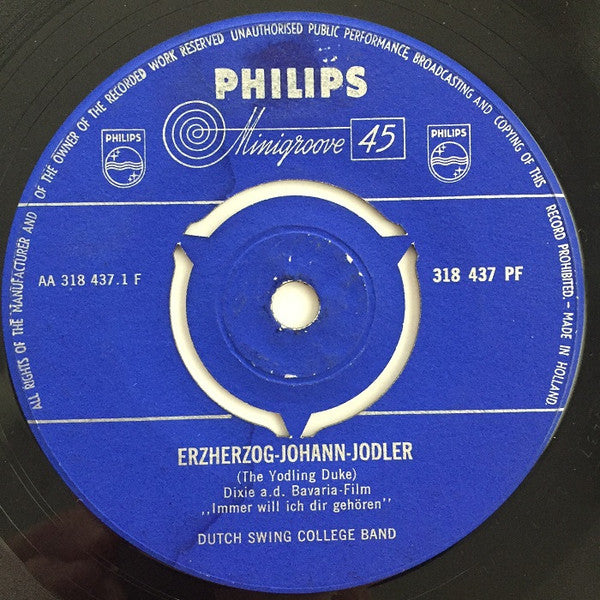 ALL RIGHTS OF THE MANUFACTURER AND OF THE OWNER OF THE RECORDED WORK RESERVED UNAUTHORISED PUBLIC PERFORMANCE, BROADCASTING AND COPYING OF THIS RECORD PROHIBITED. - MADE IN HOLLAND
PHILIPS
Minigroove 45
PHILIPS
PHILIPS
AA 318 437.1 F
318 437 PF
ERZHERZOG-JOHANN-JODLER
(The Yodling Duke)
Dixie a.d. Bavaria-Film
„Immer will ich dir gehören"
DUTCH SWING COLLEGE BAND